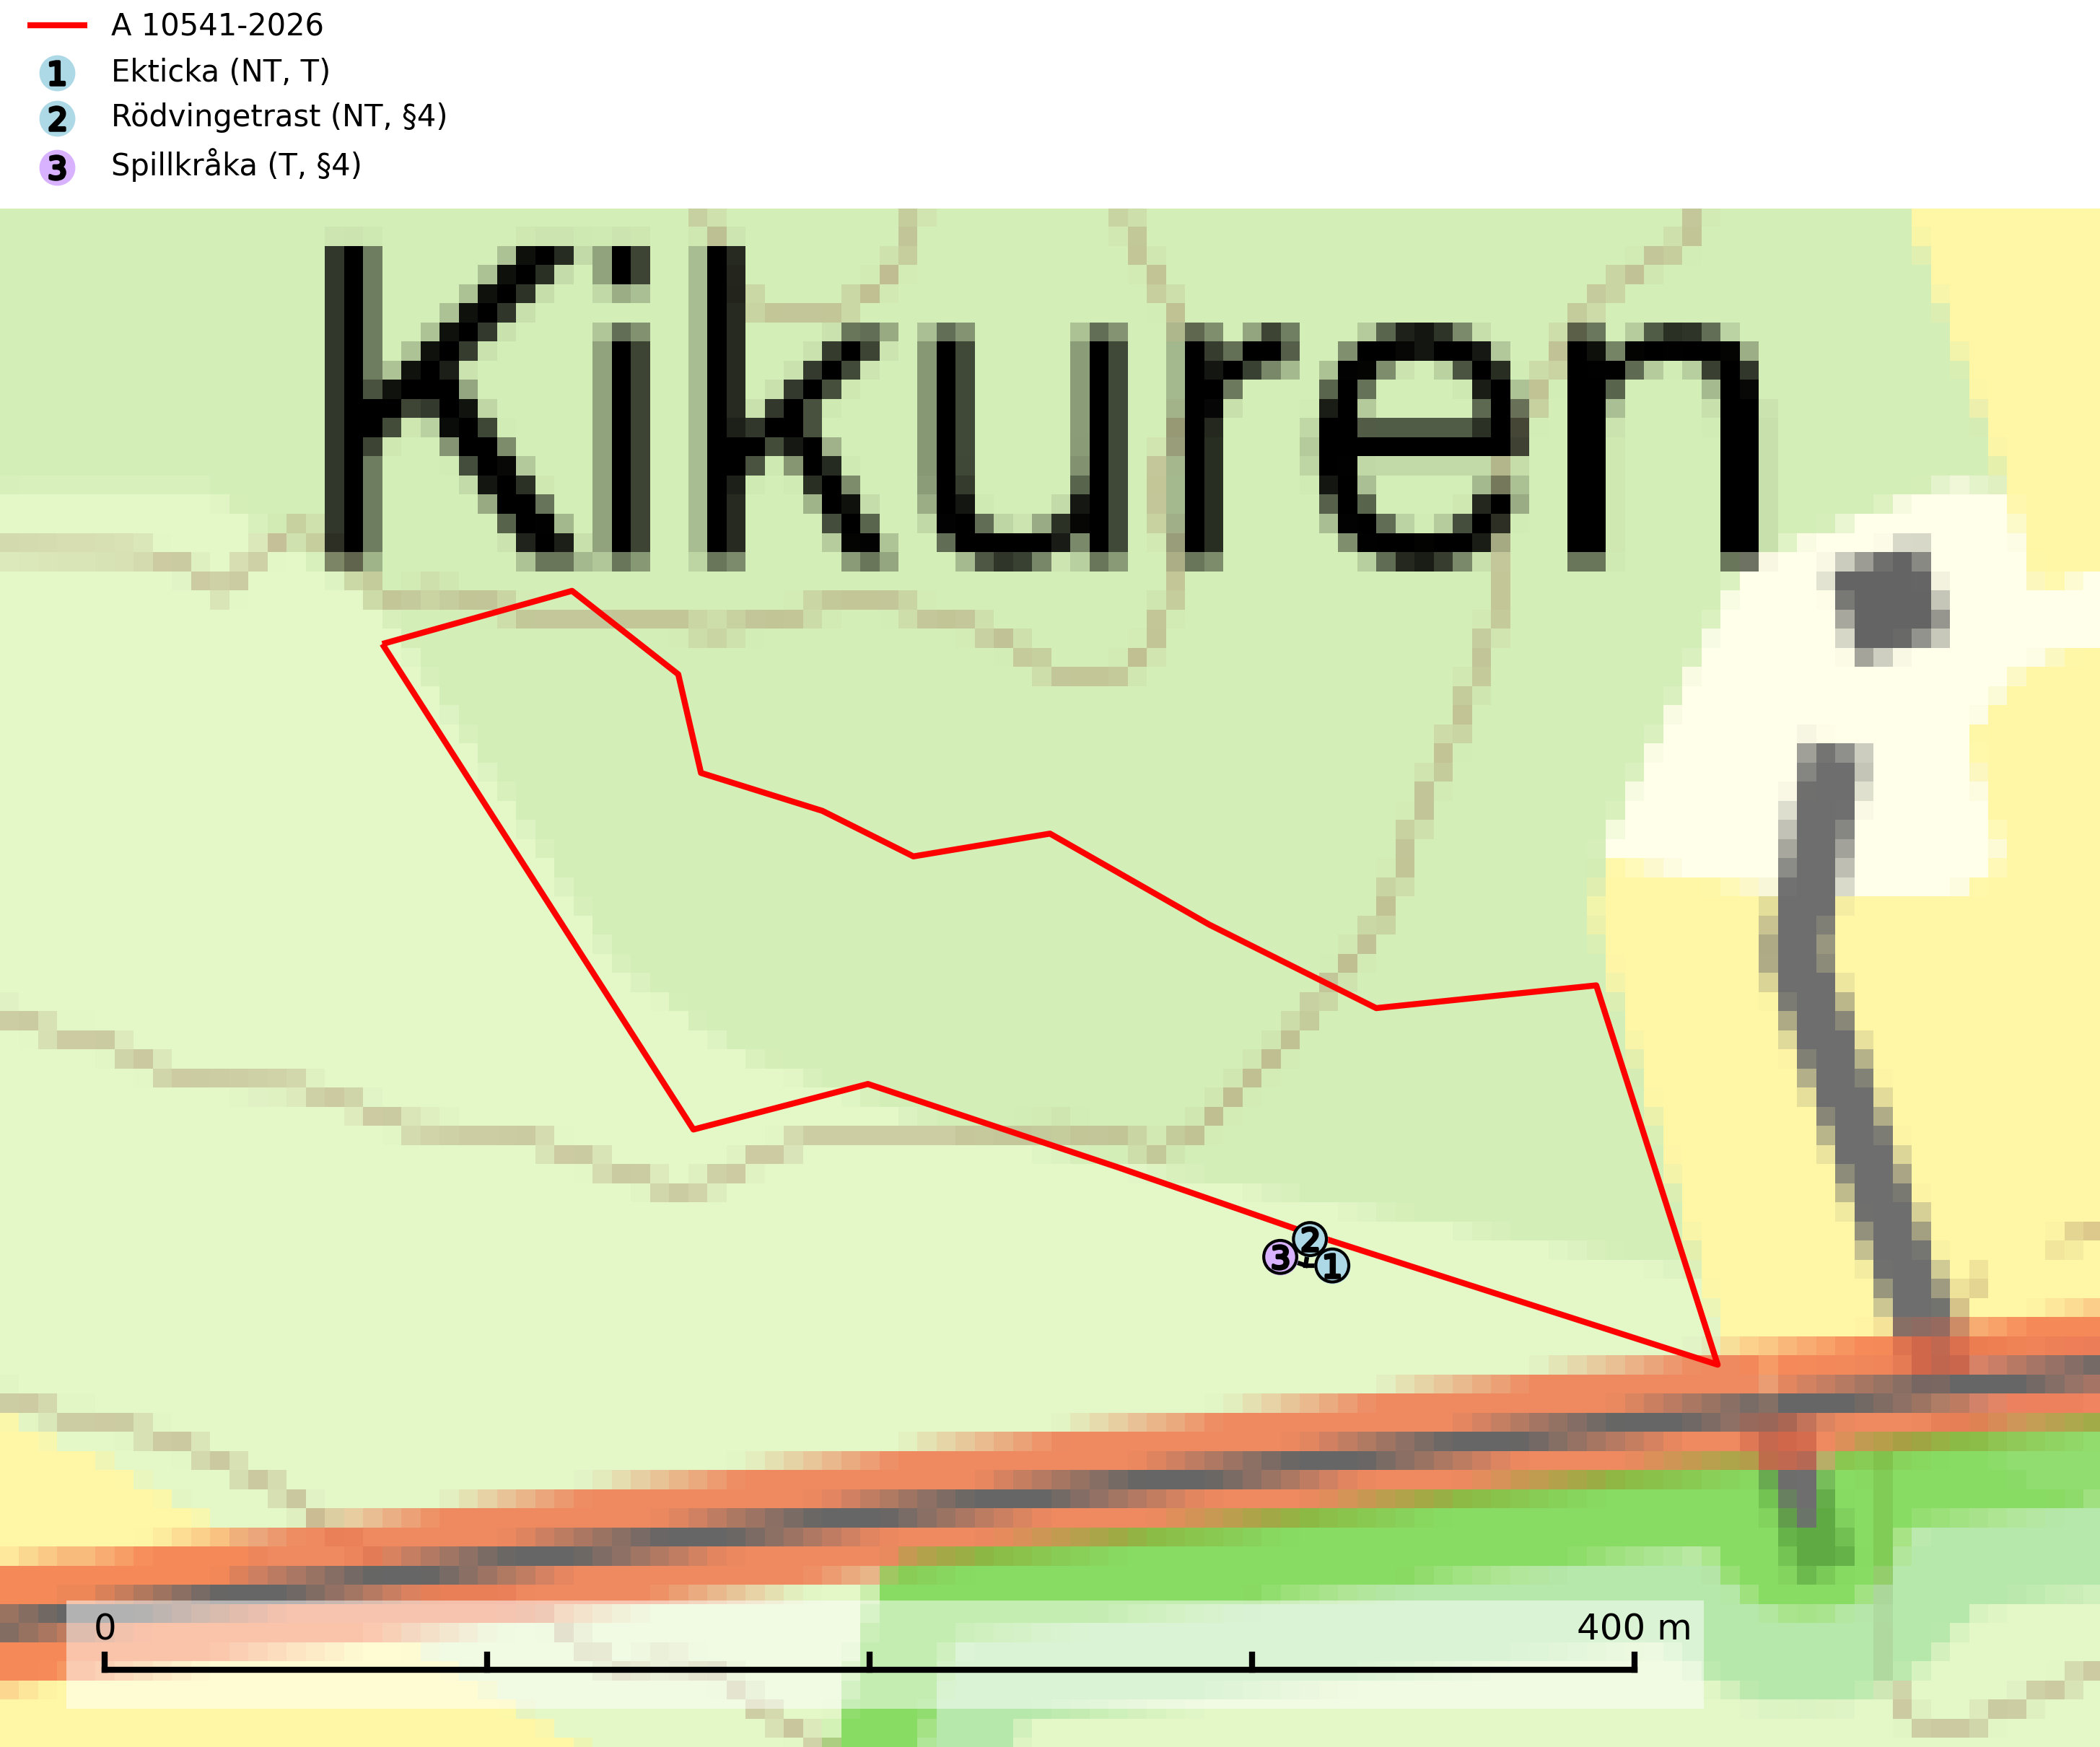 A 10541-2026
1 Ekticka (NT, T)
2 Rödvingetrast (NT, §4)
3 Spillkråka (T, §4)
Kikuren
2
3 1
0 400 m